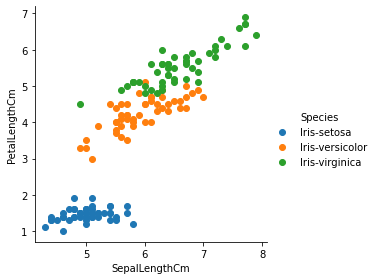 7
6
5
4
3
2
1
PetalLengthCm
5
6
7
8
SepalLengthCm
Species
Iris-setosa
Iris-versicolor
Iris-virginica